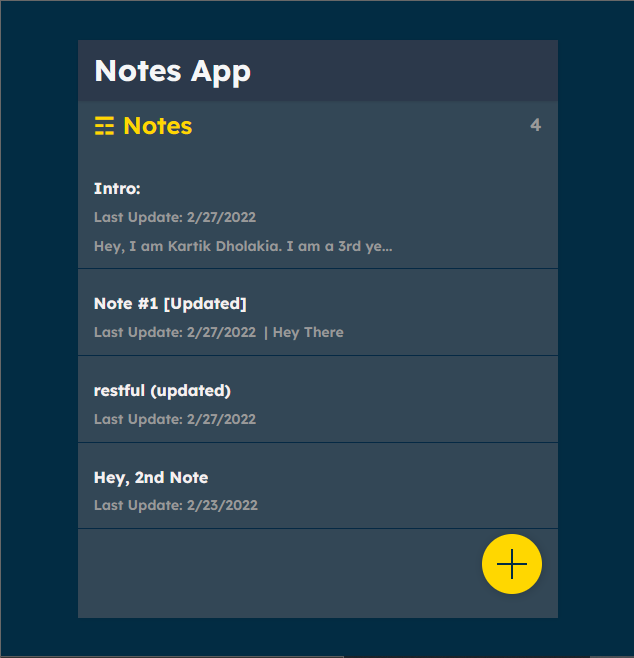 Notes App
☶ Notes 4
Intro:
Last Update: 2/27/2022
Hey, I am Kartik Dholakia. I am a 3rd ye...
Note #1 [Updated]
Last Update: 2/27/2022 | Hey There
restful (updated)
Last Update: 2/27/2022
Hey, 2nd Note
Last Update: 2/23/2022